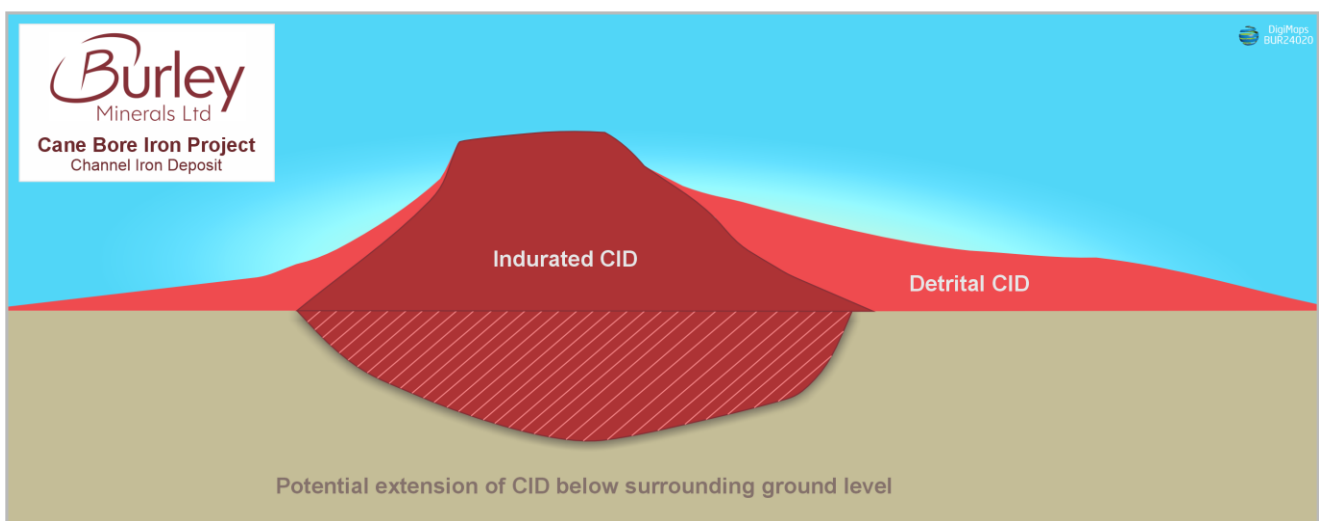 Burley
Minerals Ltd
Cane Bore Iron Project
Channel Iron Deposit
DigiMaps
BUR24020
Indurated CID
Detrital CID
Potential extension of CID below surrounding ground level